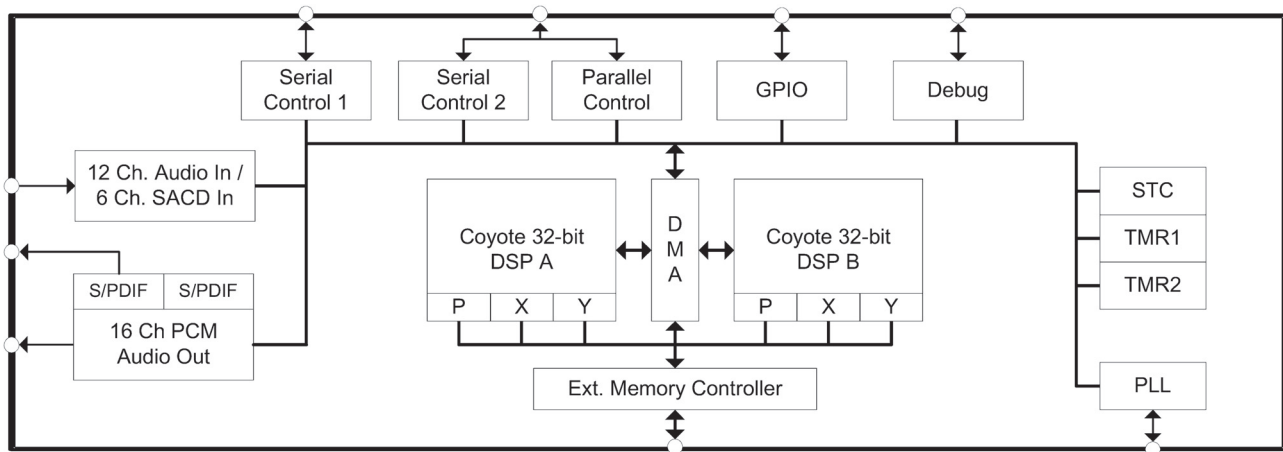 Serial
Control 1
Serial
Control 2
Parallel
Control
GPIO
Debug
12 Ch. Audio In /
6 Ch. SACD In
S/PDIF
S/PDIF
16 Ch PCM
Audio Out
Coyote 32-bit
DSP A
P
X
Y
D
M
A
Coyote 32-bit
DSP B
P
X
Y
Ext. Memory Controller
STC
TMR1
TMR2
PLL